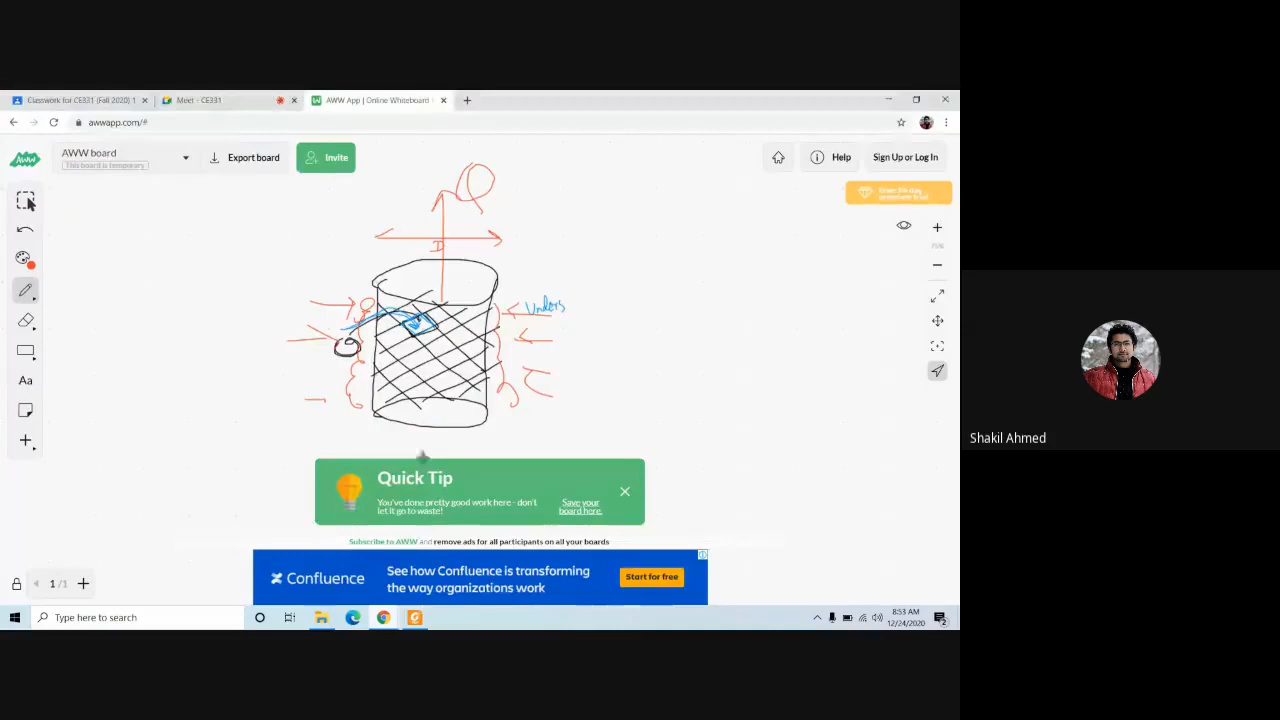 Classwork for CE331 (Fall 2020) 1
Meet - CE331
AWW App | Online Whiteboard
awwapp.com/#
AWW
AWW board
This board is temporary
Export board
Invite
Help
Sign Up or Log In
Q
D
Aa
Quick Tip
You've done pretty good work here - don't
let it go to waste!
Save your
board here.
Subscribe to AWW and remove ads for all participants on all your boards
Confluence
See how Confluence is transforming
the way organizations work
Start for free
1 / 1
Type here to search
8:53 AM
12/24/2020
2
Shakil Ahmed